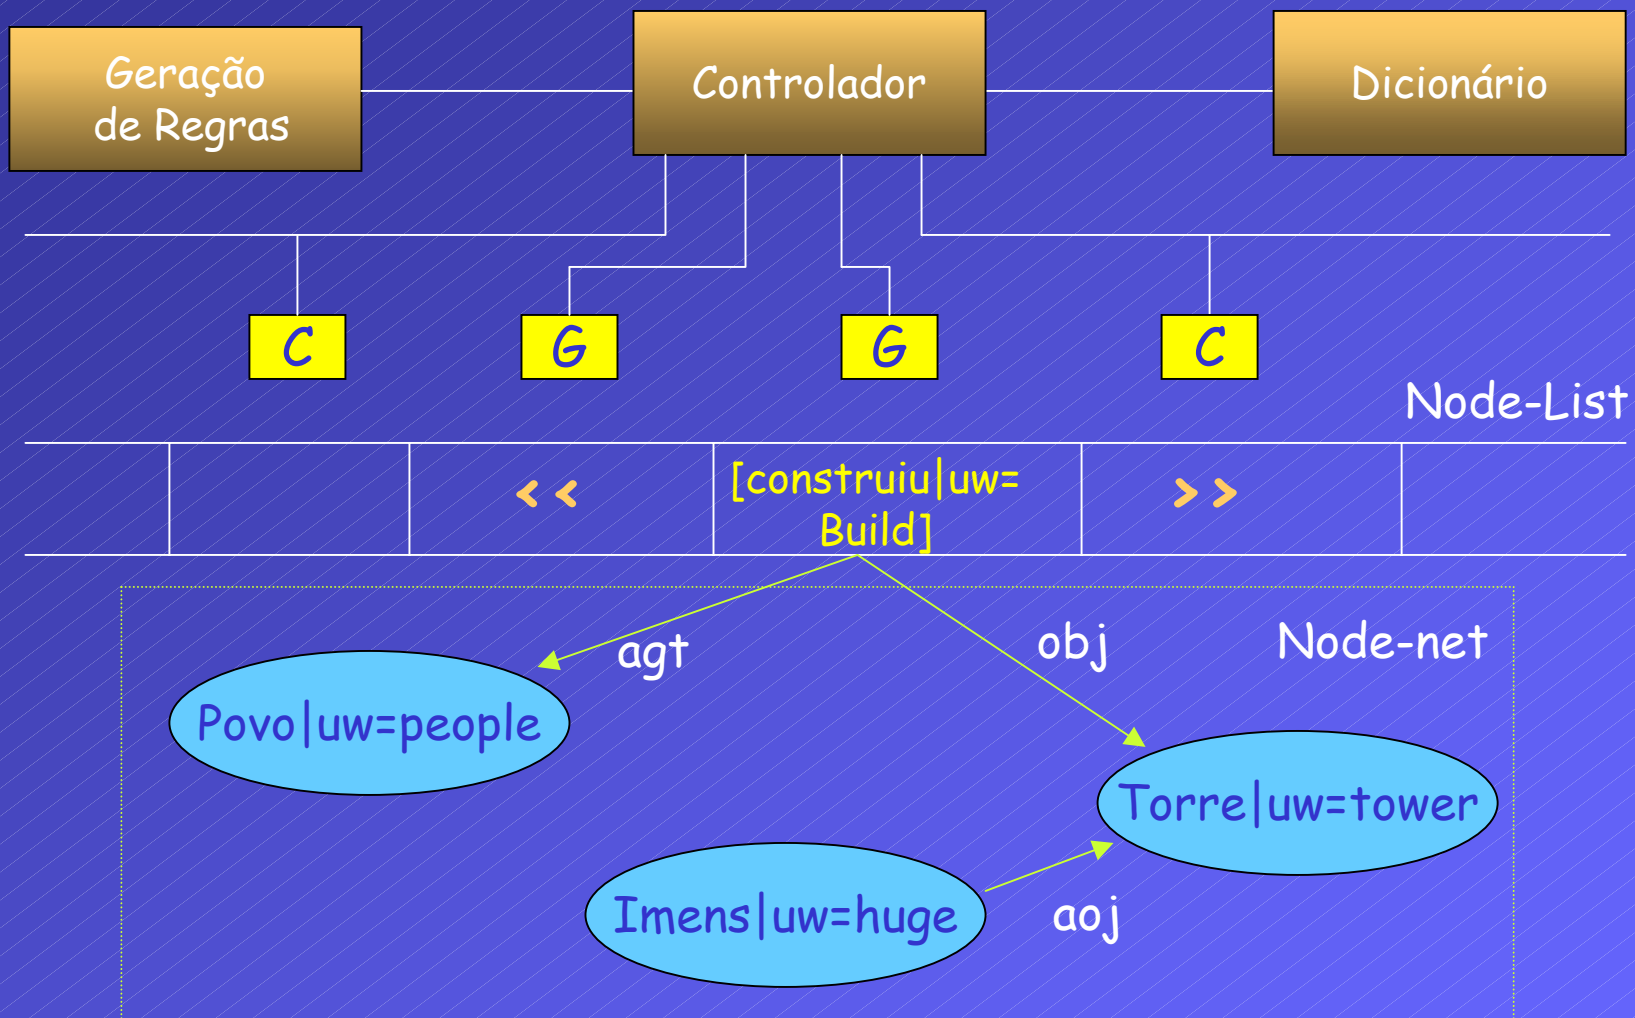 Geração
de Regras
Controlador
Dicionário
C
G
G
C
Node-List
<<
[construiu|uw=
Build]
>>
agt
obj
Node-net
Povo|uw=people
Torre|uw=tower
Imens|uw=huge
aoj